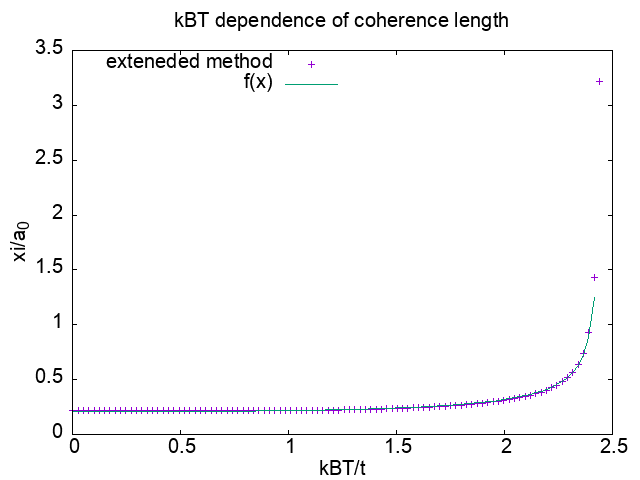 kBT dependence of coherence length
exteneded method
f(x)
3.5
3
2.5
2
1.5
1
0.5
0
xi/a₀
0 0.5 1 1.5 2 2.5
kBT/t